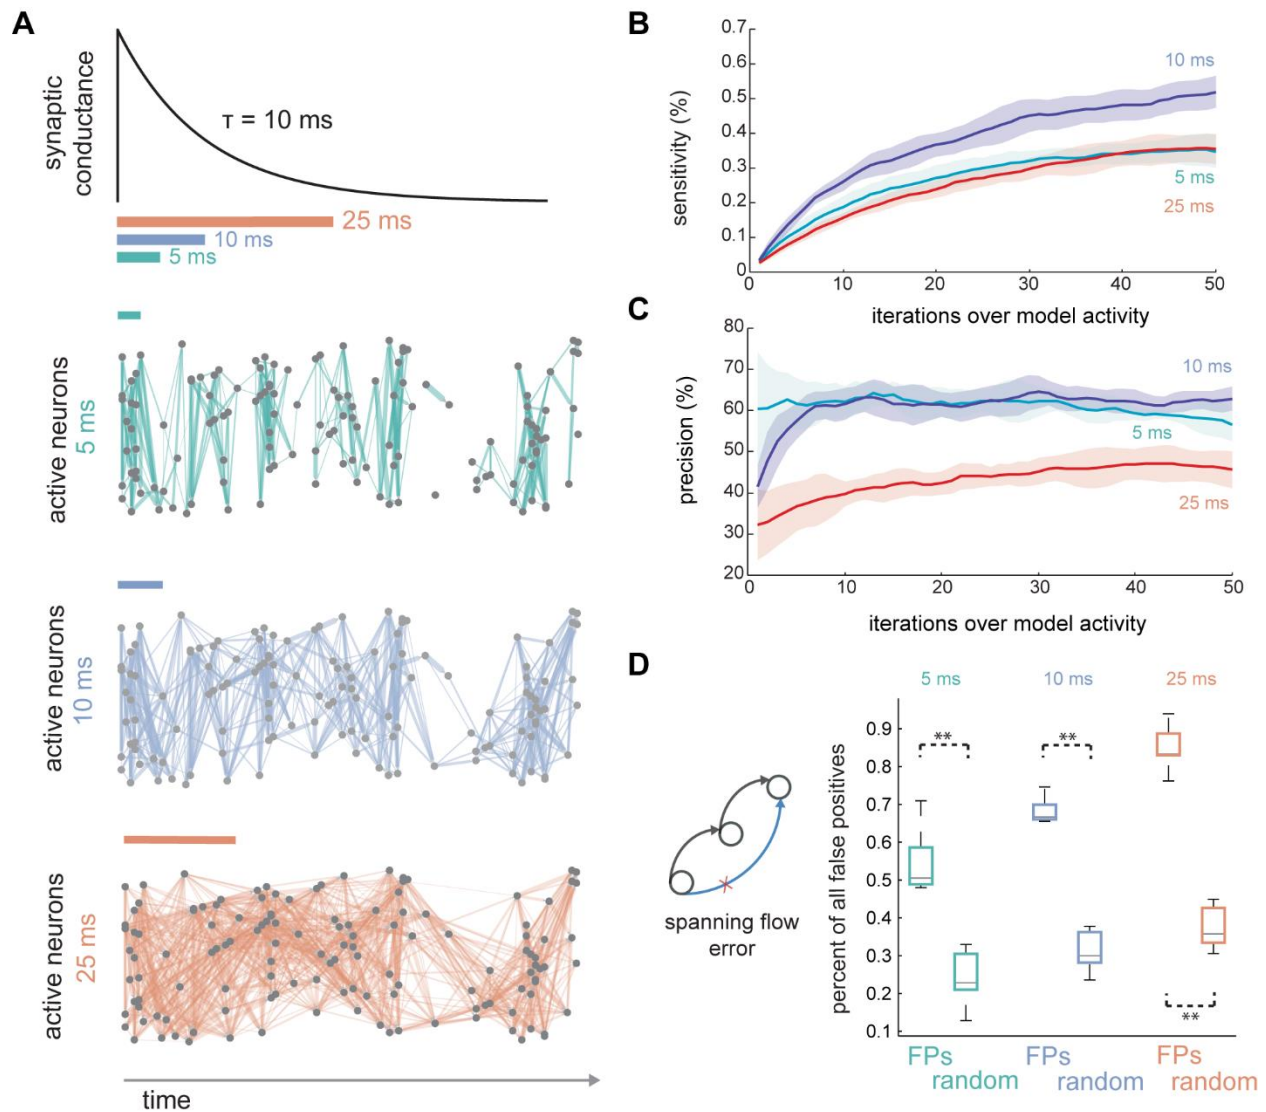 A
synaptic
conductance
τ = 10 ms
25 ms
10 ms
5 ms
active neurons
5 ms
active neurons
10 ms
active neurons
25 ms
time
B
0.7
0.6
0.5
0.4
0.3
0.2
0.1
0
sensitivity (%)
10 ms
5 ms
25 ms
0 10 20 30 40 50
iterations over model activity
C
80
70
60
50
40
30
20
precision (%)
10 ms
5 ms
25 ms
0 10 20 30 40 50
iterations over model activity
D
spanning flow
error
5 ms 10 ms 25 ms
percent of all false positives
0.9
0.8
0.7
0.6
0.5
0.4
0.3
0.2
0.1
** **
**
FPs FPs FPs
random random random